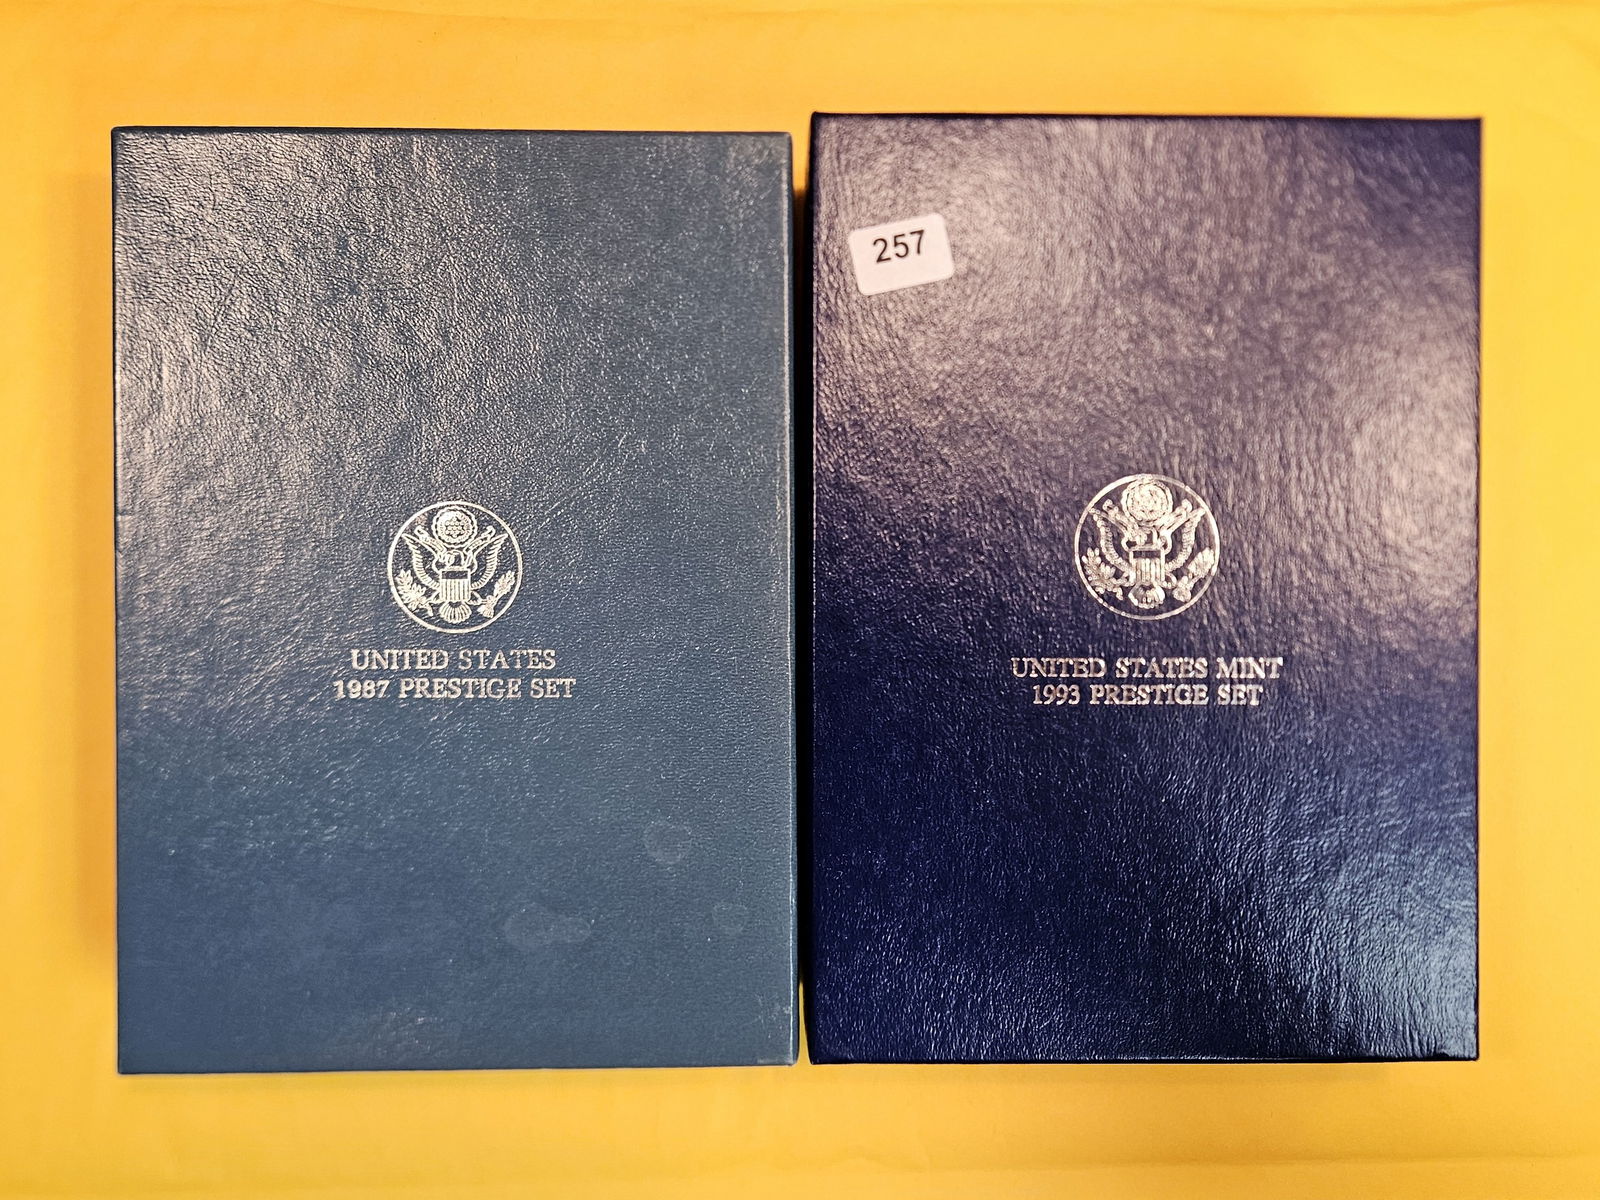 UNITED STATES
1987 PRESTIGE SET
257
UNITED STATES MINT
1993 PRESTIGE SET